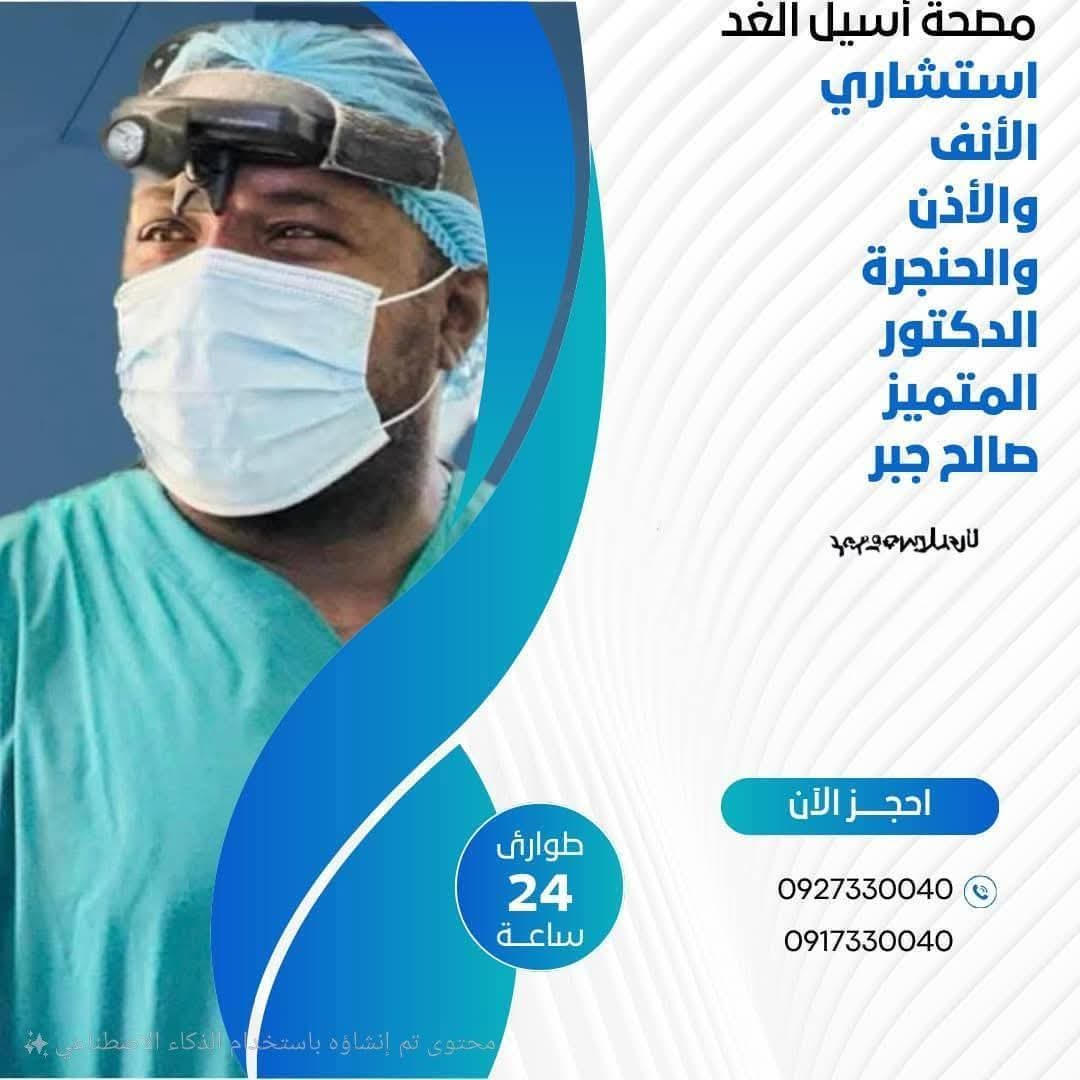 مصحة أسيل الغد
استشاري
الأنف
والأذن
والحنجرة
الدكتور
المتميز
صالح جبر
احجــز الآن
0927330040
0917330040
طوارئ
24
ساعــة
محتوى تم إنشاؤه باستخدام الذكاء الاصطناعي